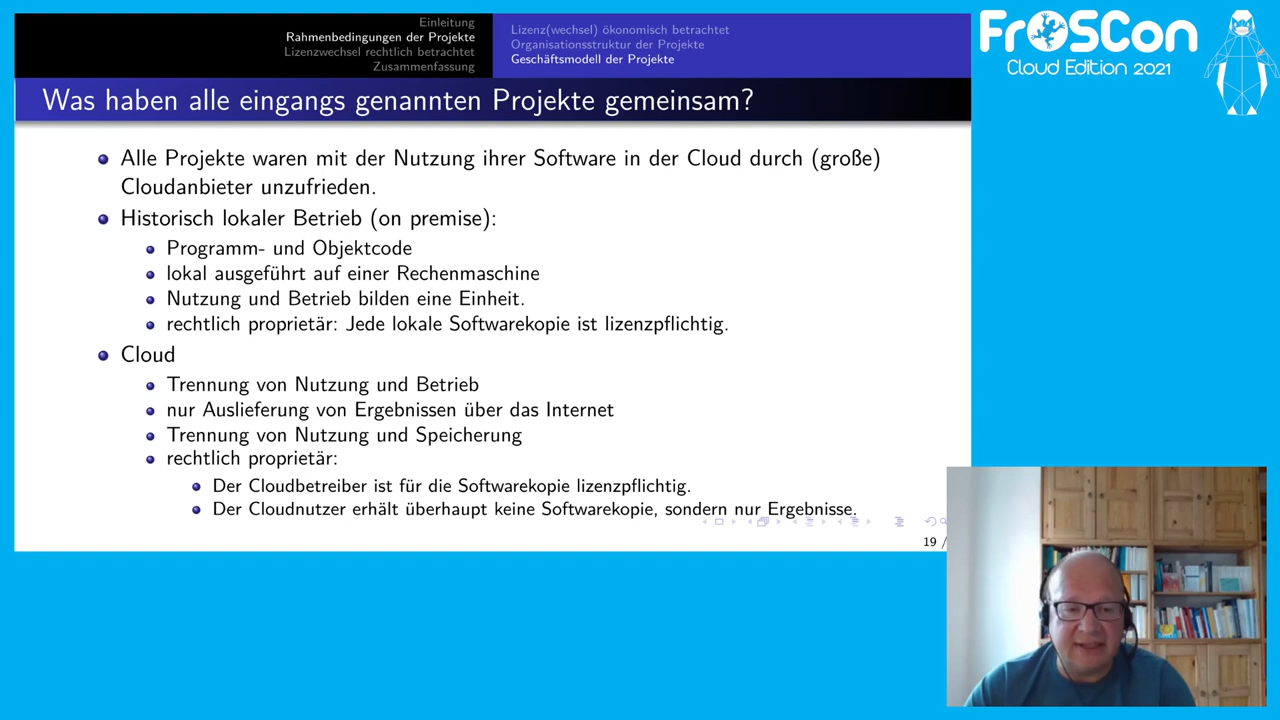 Einleitung
Rahmenbedingungen der Projekte
Lizenzwechsel rechtlich betrachtet
Zusammenfassung
Lizenz(wechsel) ökonomisch betrachtet
Organisationsstruktur der Projekte
Geschäftsmodell der Projekte
FrOSCon
Cloud Edition 2021
Was haben alle eingangs genannten Projekte gemeinsam?
Alle Projekte waren mit der Nutzung ihrer Software in der Cloud durch (große)
Cloudanbieter unzufrieden.
Historisch lokaler Betrieb (on premise):
Programm- und Objektcode
lokal ausgeführt auf einer Rechenmaschine
Nutzung und Betrieb bilden eine Einheit.
rechtlich proprietär: Jede lokale Softwarekopie ist lizenzpflichtig.
Cloud
Trennung von Nutzung und Betrieb
nur Auslieferung von Ergebnissen über das Internet
Trennung von Nutzung und Speicherung
rechtlich proprietär:
Der Cloudbetreiber ist für die Softwarekopie lizenzpflichtig.
Der Cloudnutzer erhält überhaupt keine Softwarekopie, sondern nur Ergebnisse.
19 /